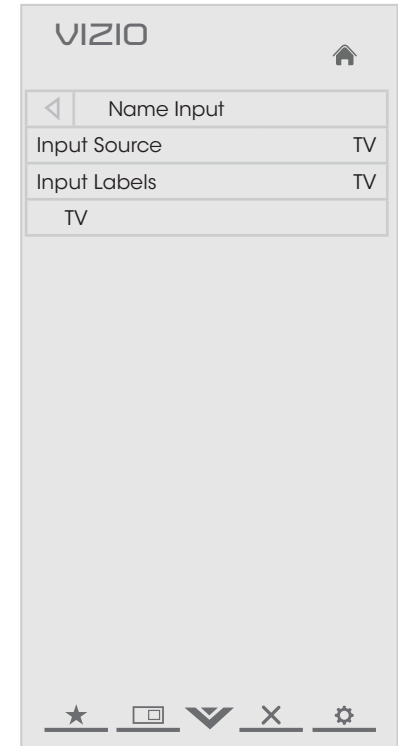 VIZIO
Name Input
Input Source TV
Input Labels TV
TV